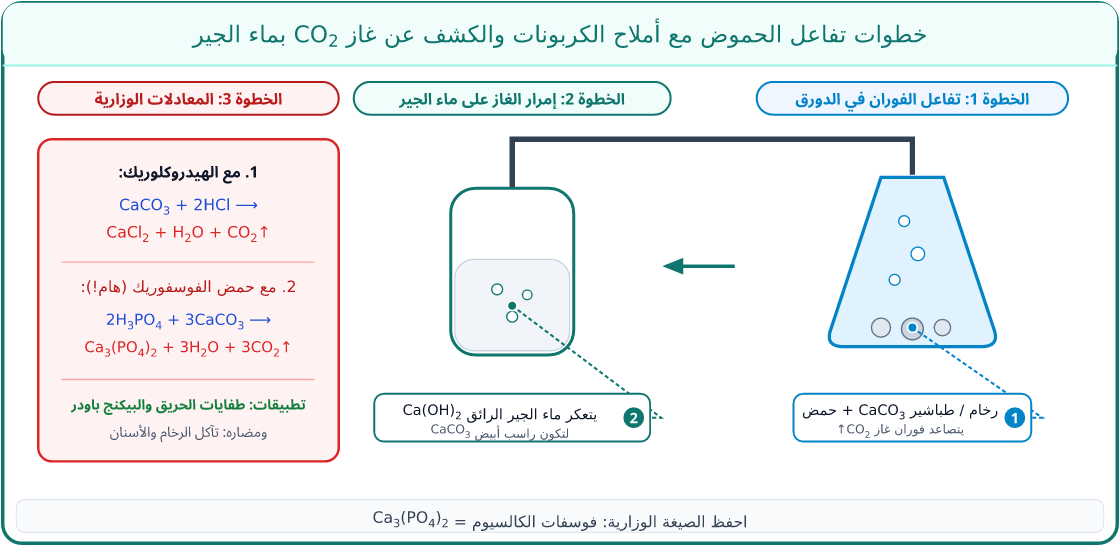 خطوات تفاعل الحموض مع أملاح الكربونات والكشف عن غاز CO₂ بماء الجير
الخطوة 1: تفاعل الفوران في الدورق
الخطوة 2: إمرار الغاز على ماء الجير
الخطوة 3: المعادلات الوزارية
رخام / طباشير CaCO₃ + حمض
يتصاعد فوران غاز CO₂↑
1
يتعكر ماء الجير الرائق Ca(OH)₂
لتكون راسب أبيض CaCO₃
2
1. مع الهيدروكلوريك:
CaCO₃ + 2HCl ⟶
CaCl₂ + H₂O + CO₂↑
2. مع حمض الفوسفوريك (هام!):
2H₃PO₄ + 3CaCO₃ ⟶
Ca₃(PO₄)₂ + 3H₂O + 3CO₂↑
تطبيقات: طفايات الحريق والبيكنج باودر
ومضاره: تآكل الرخام والأسنان
احفظ الصيغة الوزارية: فوسفات الكالسيوم = Ca₃(PO₄)₂